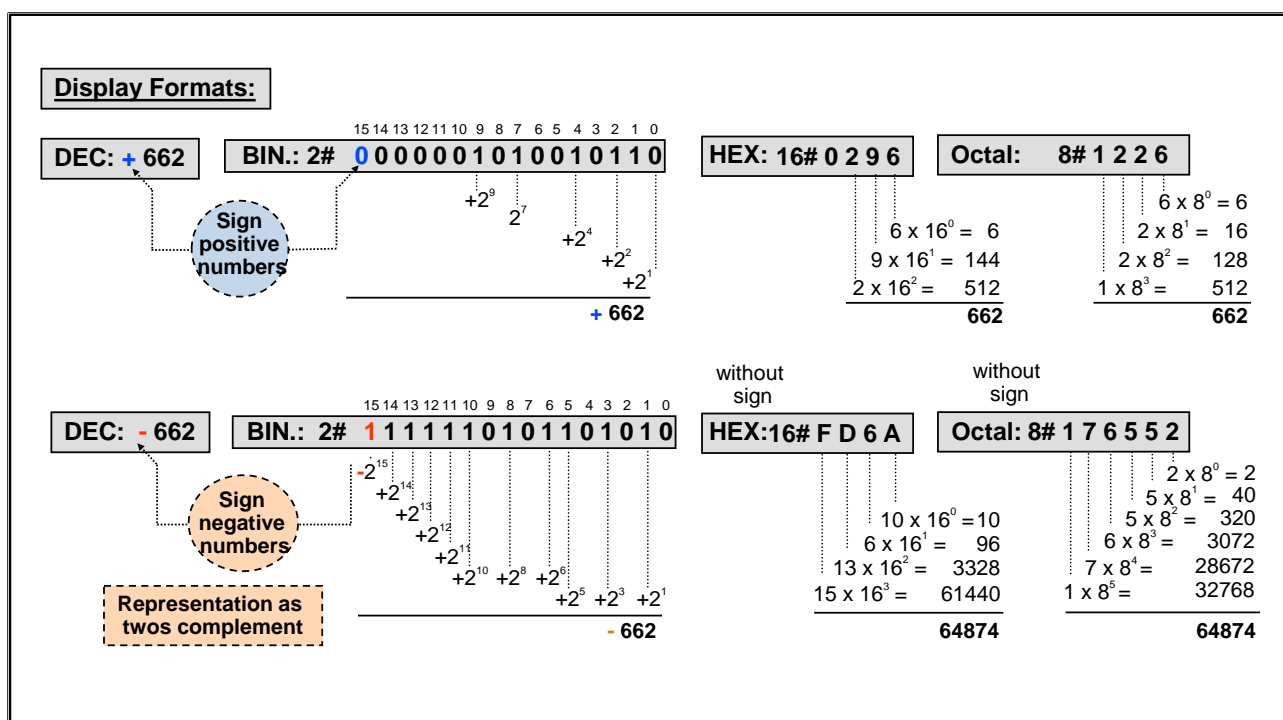 Display Formats:
15 14 13 12 11 10 9 8 7 6 5 4 3 2 1 0
DEC: + 662
BIN.: 2# 0 0 0 0 0 0 1 0 1 0 0 1 0 1 1 0
HEX: 16# 0 2 9 6
Octal: 8# 1 2 2 6
Sign
positive
numbers
+2⁹
2⁷
+2⁴
+2²
+2¹
+ 662
6 x 16⁰ = 6
9 x 16¹ = 144
2 x 16² = 512
662
6 x 8⁰ = 6
2 x 8¹ = 16
2 x 8² = 128
1 x 8³ = 512
662
without
sign
without
sign
15 14 13 12 11 10 9 8 7 6 5 4 3 2 1 0
DEC: - 662
BIN.: 2# 1 1 1 1 1 1 0 1 0 1 1 0 1 0 1 0
HEX:16# F D 6 A
Octal: 8# 1 7 6 5 5 2
Sign
negative
numbers
-2¹⁵
+2¹⁴
+2¹³
+2¹²
+2¹¹
+2¹⁰
+2⁸
+2⁶
+2⁵
+2³
+2¹
- 662
10 x 16⁰ =10
6 x 16¹ = 96
13 x 16² = 3328
15 x 16³ = 61440
64874
2 x 8⁰ = 2
5 x 8¹ = 40
5 x 8² = 320
6 x 8³ = 3072
7 x 8⁴ = 28672
1 x 8⁵ = 32768
64874
Representation as
twos complement